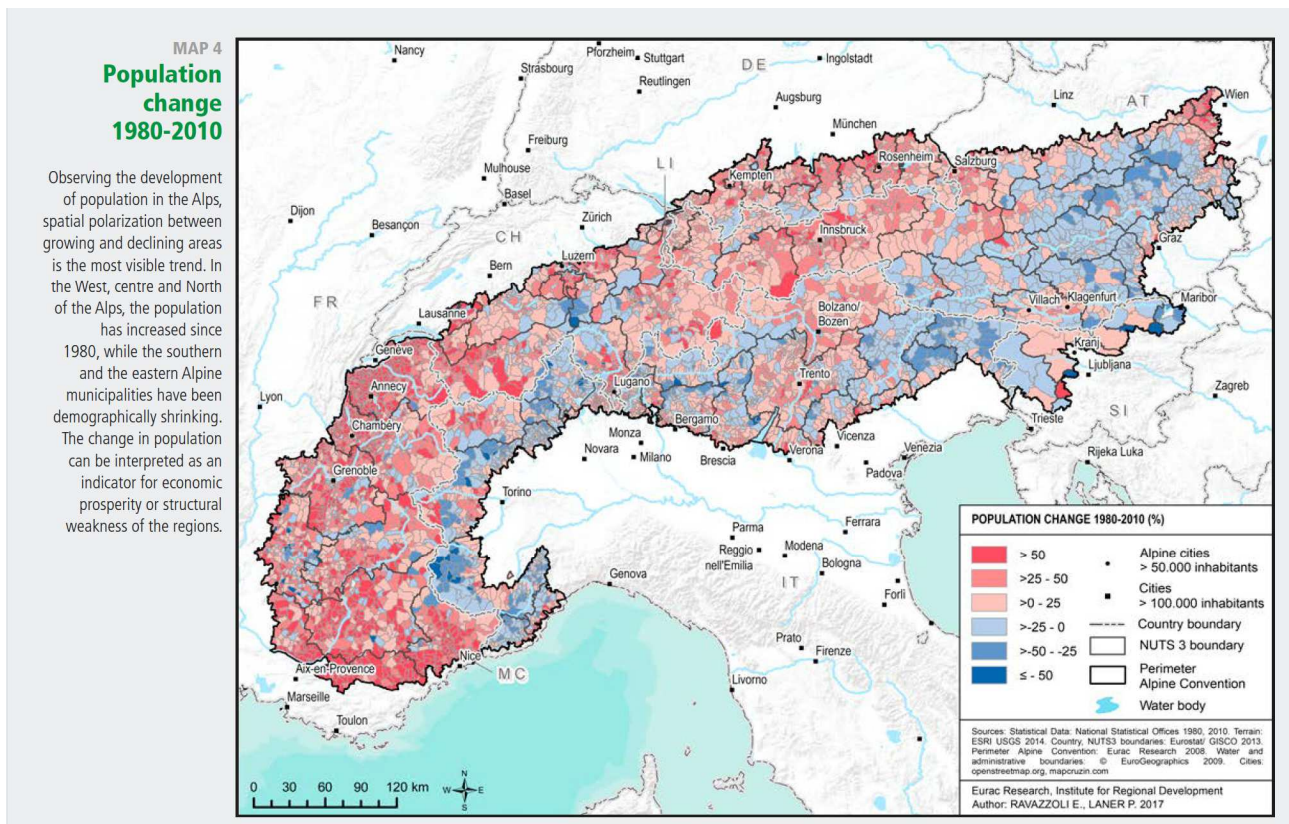 MAP 4
Population
change
1980-2010
Observing the development
of population in the Alps,
spatial polarization between
growing and declining areas
is the most visible trend. In
the West, centre and North
of the Alps, the population
has increased since
1980, while the southern
and the eastern Alpine
municipalities have been
demographically shrinking.
The change in population
can be interpreted as an
indicator for economic
prosperity or structural
weakness of the regions.
Nancy
Pforzheim
Stuttgart
Strasbourg
Reutlingen
DE
Ingolstadt
Augsburg
Linz
AT
Wien
München
Freiburg
Mulhouse
Basel
LI
Kempten
Rosenheim
Salzburg
Dijon
Besançon
Zürich
CH
Luzern
Innsbruck
Graz
Bern
FR
Lausanne
Bolzano/
Bozen
Villach
Klagenfurt
Maribor
Genève
Kranj
Ljubljana
Annecy
Lugano
Trento
Zagreb
Lyon
Chambéry
Bergamo
SI
Trieste
Monza
Novara
Milano
Brescia
Verona
Vicenza
Venezia
Padova
Rijeka Luka
Grenoble
Torino
Parma
Ferrara
Reggio
nell'Emilia
Modena
Bologna
IT
Genova
Forlì
Prato
Firenze
Aix-en-Provence
Nice
MC
Livorno
Marseille
Toulon
POPULATION CHANGE 1980-2010 (%)
> 50
>25 - 50
>0 - 25
>-25 - 0
>-50 - -25
≤ - 50
Alpine cities
> 50.000 inhabitants
Cities
> 100.000 inhabitants
Country boundary
NUTS 3 boundary
Perimeter
Alpine Convention
Water body
Sources: Statistical Data: National Statistical Offices 1980, 2010. Terrain:
ESRI USGS 2014. Country, NUTS3 boundaries: Eurostat/ GISCO 2013.
Perimeter Alpine Convention: Eurac Research 2008. Water and
administrative boundaries: © EuroGeographics 2009. Cities:
openstreetmap.org, mapcruzin.com
Eurac Research, Institute for Regional Development
Author: RAVAZZOLI E., LANER P. 2017
0 30 60 90 120 km
N
W E
S